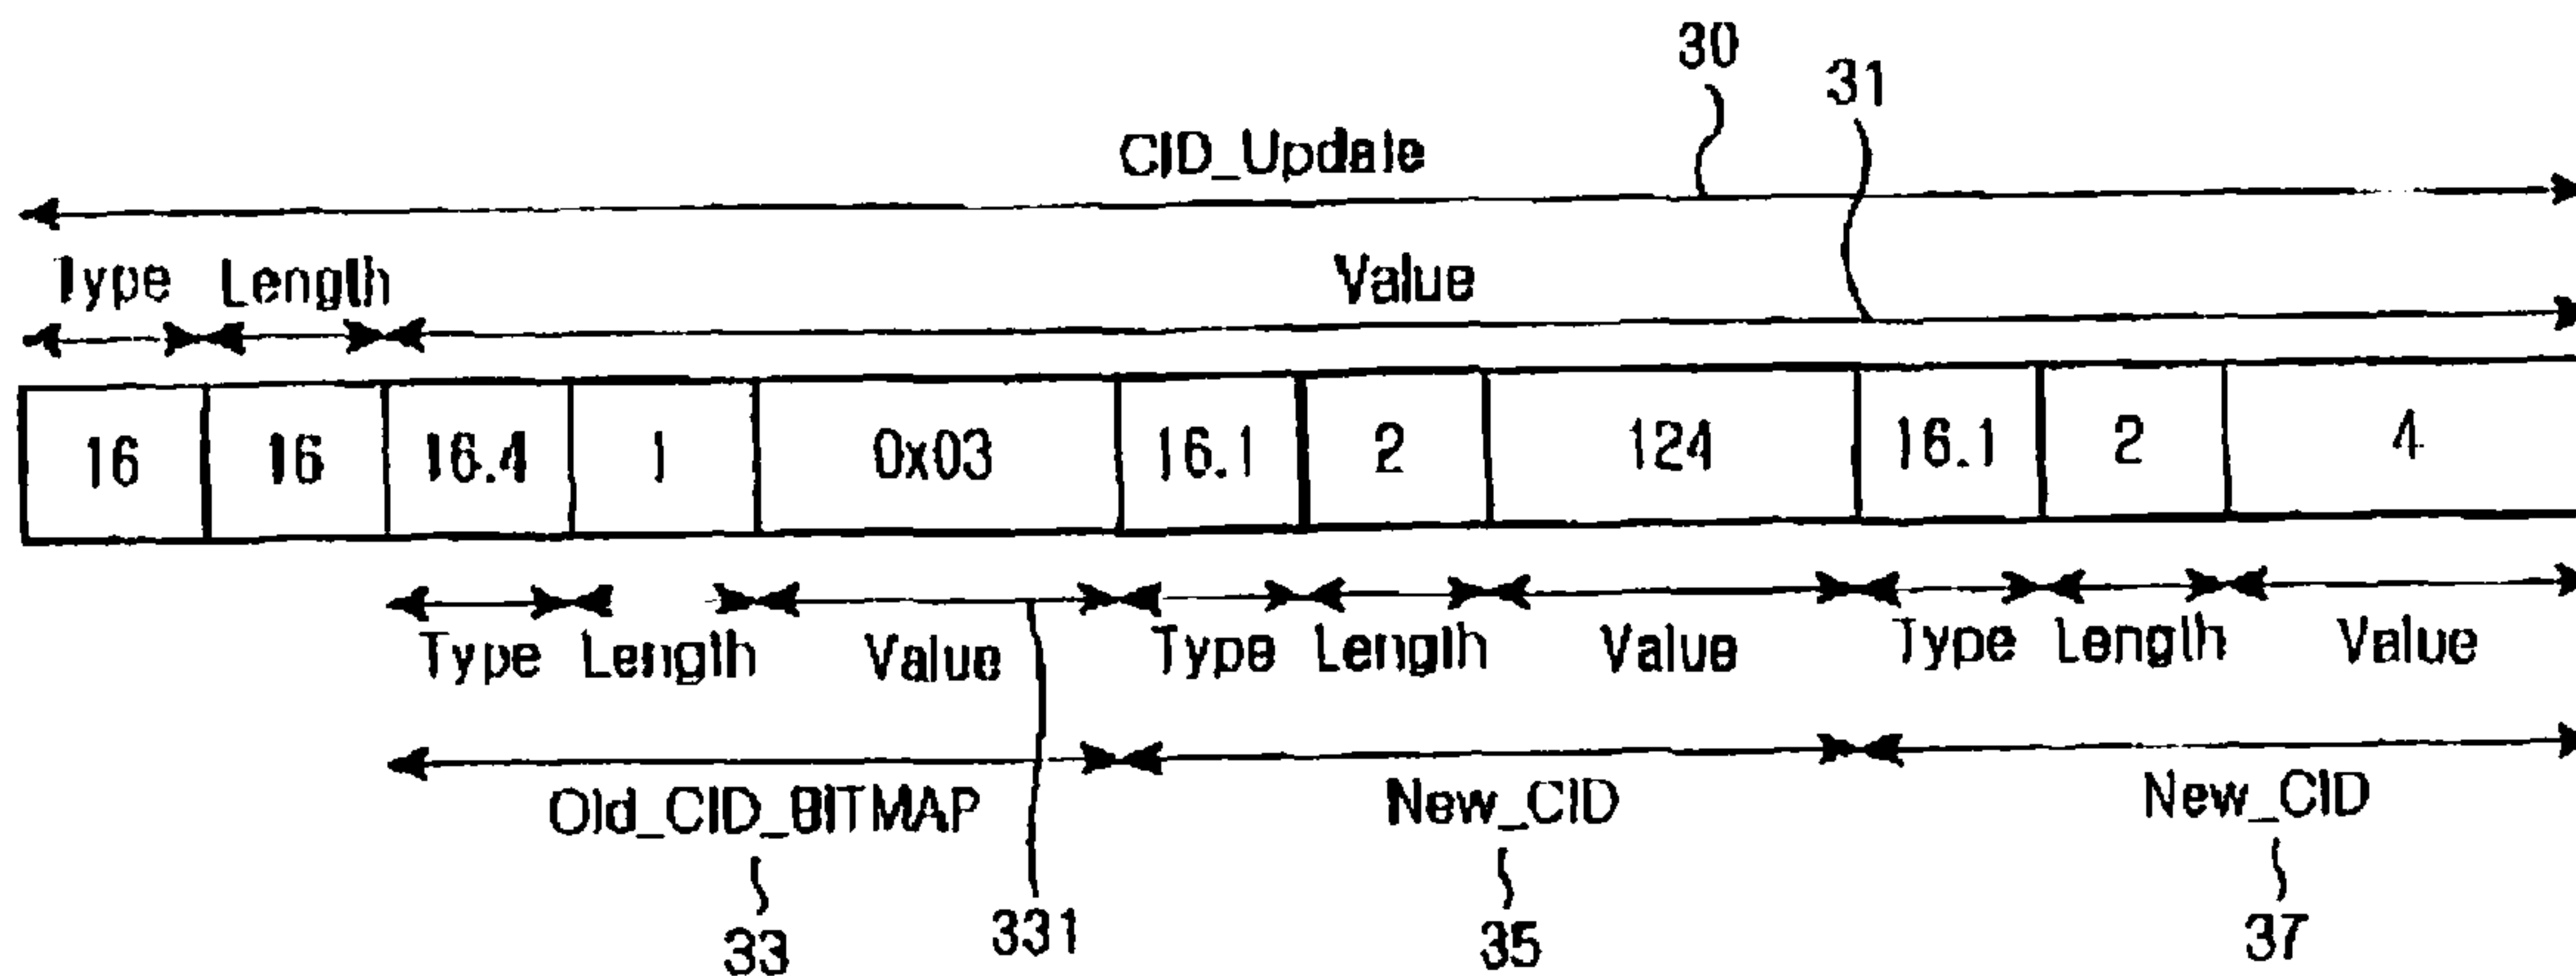 30
31
CID_Update
Type Length Value
16 16 16.4 1 0x03 16.1 2 124 16.1 2 4
Type Length Value Type Length Value Type Length Value
Old_CID_BITMAP New_CID New_CID
33 331 35 37